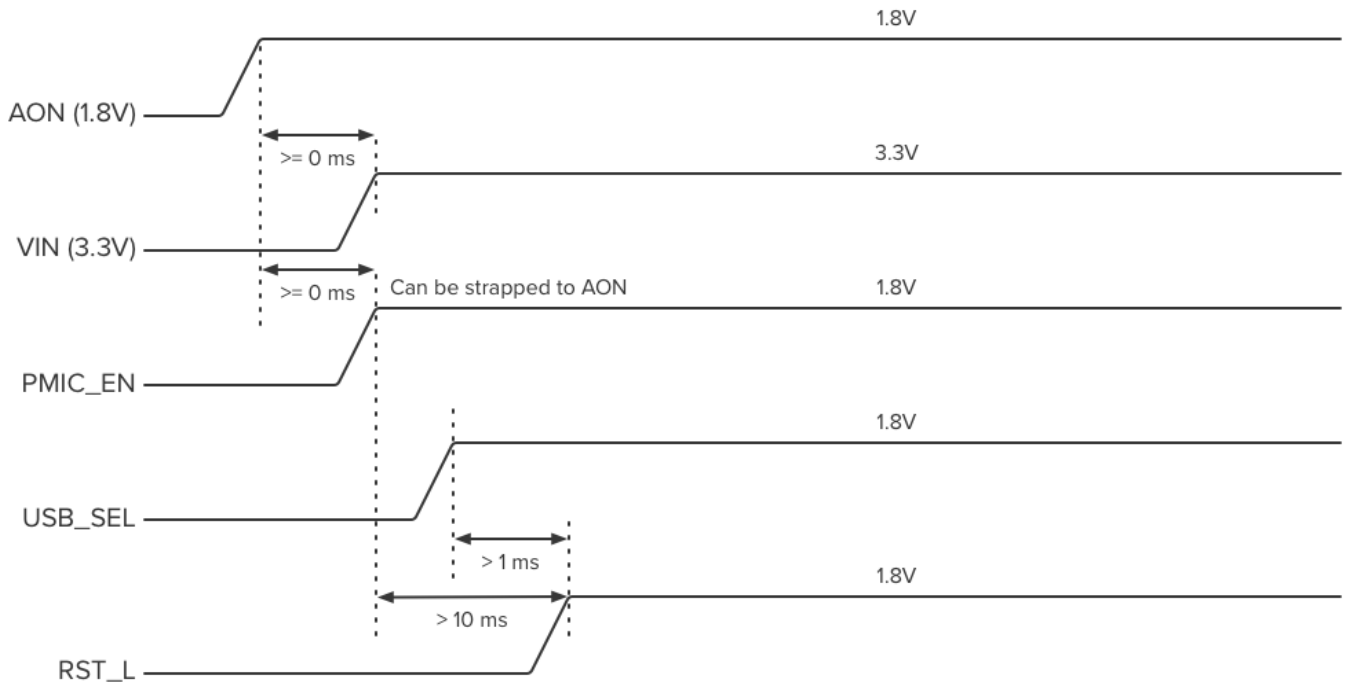 1.8V
AON (1.8V)
>= 0 ms
3.3V
VIN (3.3V)
>= 0 ms
Can be strapped to AON
1.8V
PMIC_EN
1.8V
USB_SEL
> 1 ms
1.8V
> 10 ms
RST_L